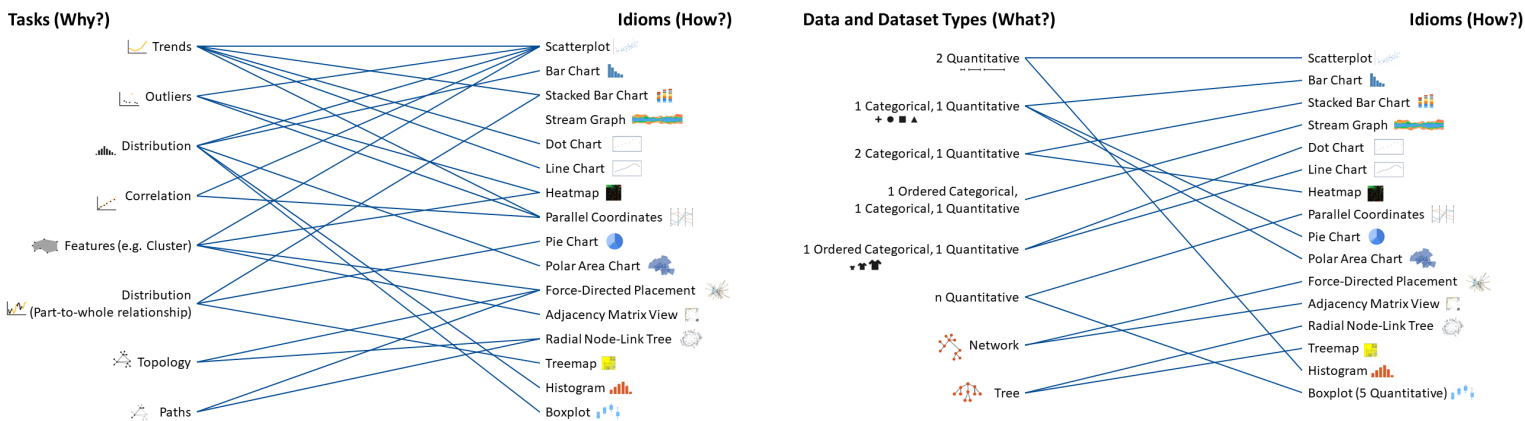 Tasks (Why?)
Idioms (How?)
Trends
Outliers
Distribution
Correlation
Features (e.g. Cluster)
Distribution
(Part-to-whole relationship)
Topology
Paths
Scatterplot
Bar Chart
Stacked Bar Chart
Stream Graph
Dot Chart
Line Chart
Heatmap
Parallel Coordinates
Pie Chart
Polar Area Chart
Force-Directed Placement
Adjacency Matrix View
Radial Node-Link Tree
Treemap
Histogram
Boxplot
Data and Dataset Types (What?)
Idioms (How?)
2 Quantitative
1 Categorical, 1 Quantitative
2 Categorical, 1 Quantitative
1 Ordered Categorical,
1 Categorical, 1 Quantitative
1 Ordered Categorical, 1 Quantitative
n Quantitative
Network
Tree
Scatterplot
Bar Chart
Stacked Bar Chart
Stream Graph
Dot Chart
Line Chart
Heatmap
Parallel Coordinates
Pie Chart
Polar Area Chart
Force-Directed Placement
Adjacency Matrix View
Radial Node-Link Tree
Treemap
Histogram
Boxplot (5 Quantitative)